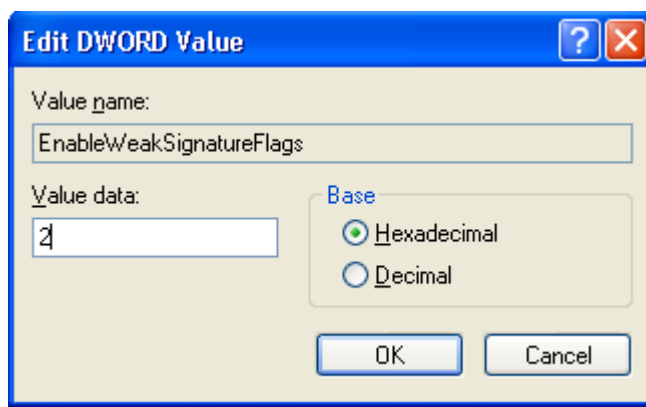 Edit DWORD Value
Value name:
EnableWeakSignatureFlags
Value data:
2
Base
Hexadecimal
Decimal
OK
Cancel